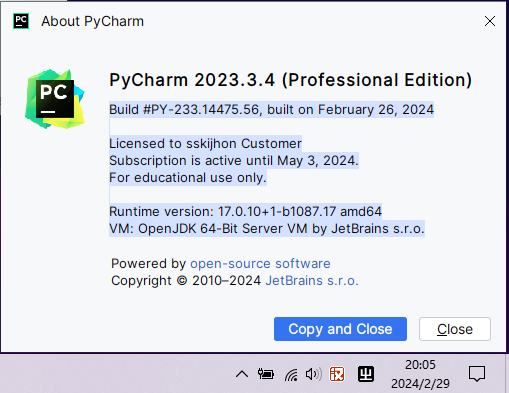 PC About PyCharm
PC
PyCharm 2023.3.4 (Professional Edition)
Build #PY-233.14475.56, built on February 26, 2024
Licensed to sskijhon Customer
Subscription is active until May 3, 2024.
For educational use only.
Runtime version: 17.0.10+1-b1087.17 amd64
VM: OpenJDK 64-Bit Server VM by JetBrains s.r.o.
Powered by open-source software
Copyright © 2010–2024 JetBrains s.r.o.
Copy and Close
Close
20:05
2024/2/29